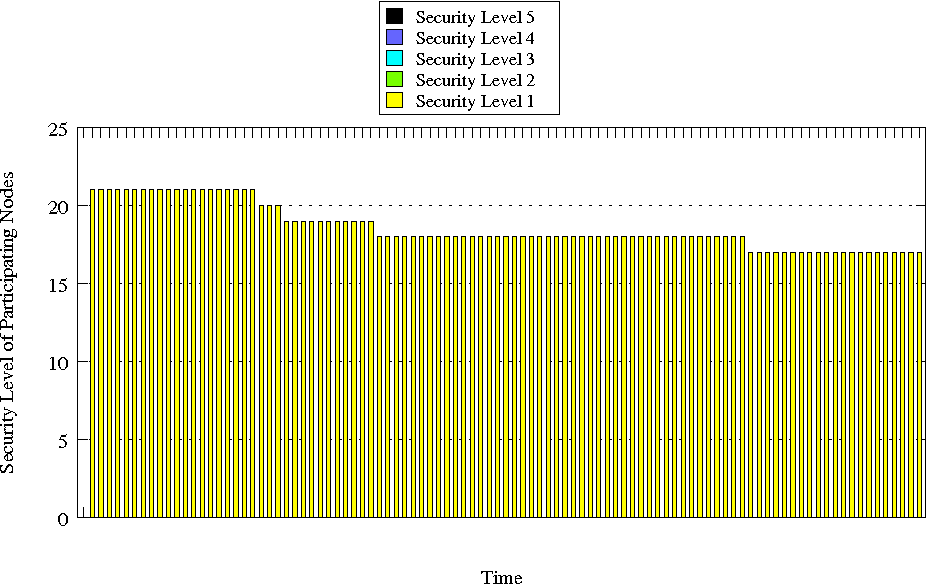 Security Level 5
Security Level 4
Security Level 3
Security Level 2
Security Level 1
Security Level of Participating Nodes
25
20
15
10
5
0
Time